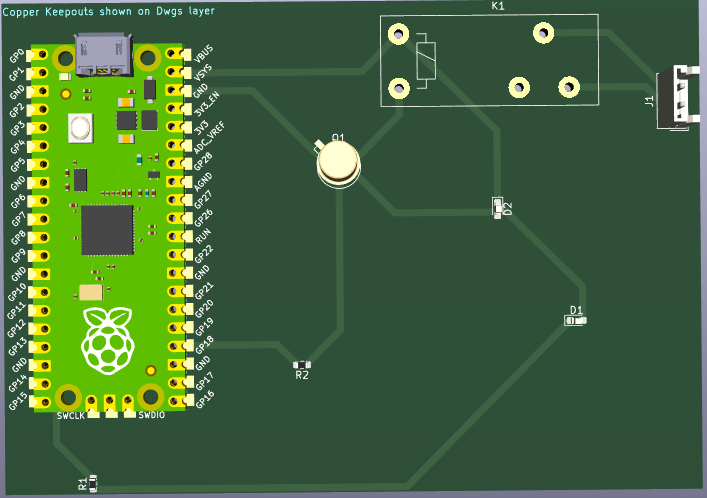 Copper Keepouts shown on Dwgs layer
K1
GP0
GP1
GND
GP2
GP3
GP4
GP5
GND
GP6
GP7
GP8
GP9
GND
GP10
GP11
GP12
GP13
GND
GP14
GP15
VBUS
VSYS
GND
3V3_EN
3V3
ADC_VREF
GP28
AGND
GP27
GP26
RUN
GP22
GND
GP21
GP20
GP19
GP18
GND
GP17
GP16
SWCLK
SWDIO
Q1
J1
D2
D1
R2
R1